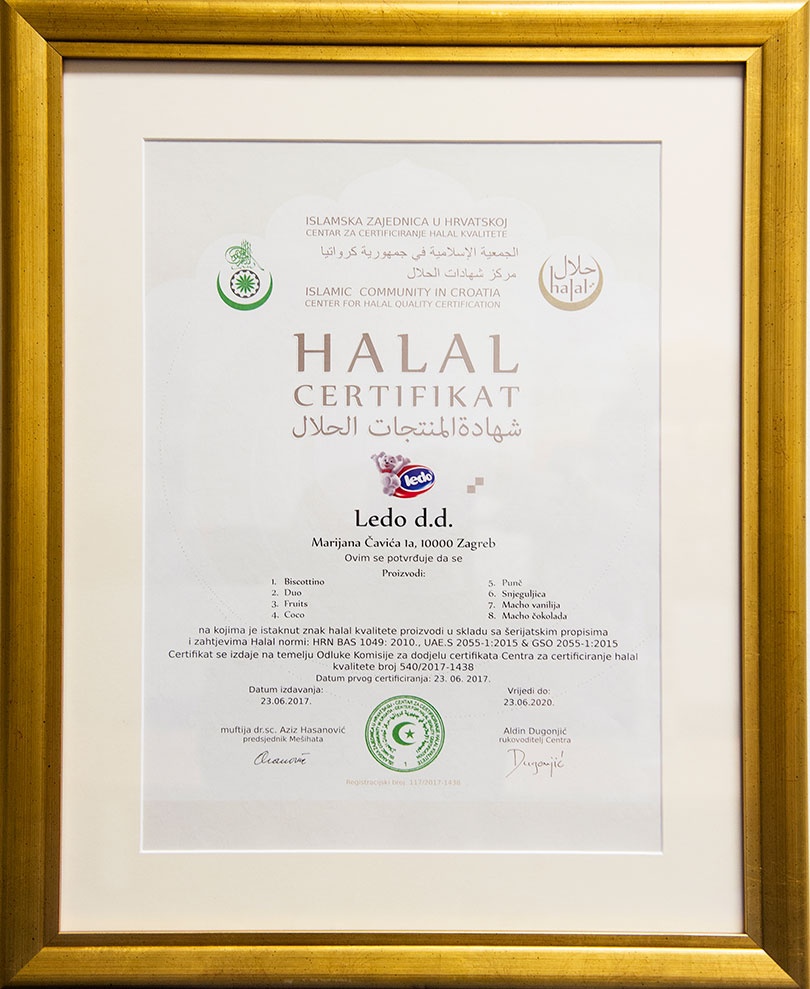 ISLAMSKA ZAJEDNICA U HRVATSKOJ
CENTAR ZA CERTIFICIRANJE HALAL KVALITETE
الجمعية الإسلامية في جمهورية كرواتيا
مركز شهادات الحلال
ISLAMIC COMMUNITY IN CROATIA
CENTER FOR HALAL QUALITY CERTIFICATION
حلال
halal
HALAL
CERTIFIKAT
شهادة المنتجات الحلال
ledo
Ledo d.d.
Marijana Čavića 1a, 10000 Zagreb
Ovim se potvrđuje da se
Proizvodi:
1. Biscottino
2. Duo
3. Fruits
4. Coco
5. Punč
6. Snjeguljica
7. Macho vanilija
8. Macho čokolada
na kojima je istaknut znak halal kvalitete proizvodi u skladu sa šerijatskim propisima
i zahtjevima Halal normi: HRN BAS 1049: 2010., UAE.S 2055-1:2015 & GSO 2055-1:2015
Certifikat se izdaje na temelju Odluke Komisije za dodjelu certifikata Centra za certificiranje halal
kvalitete broj 540/2017-1438
Datum prvog certificiranja: 23. 06. 2017.
Datum izdavanja:
23.06.2017.
Vrijedi do:
23.06.2020.
muftija dr.sc. Aziz Hasanović
predsjednik Mešihata
Aldin Dugonjić
rukovoditelj Centra
Dugonjić
Registracijski broj: 117/2017-1438